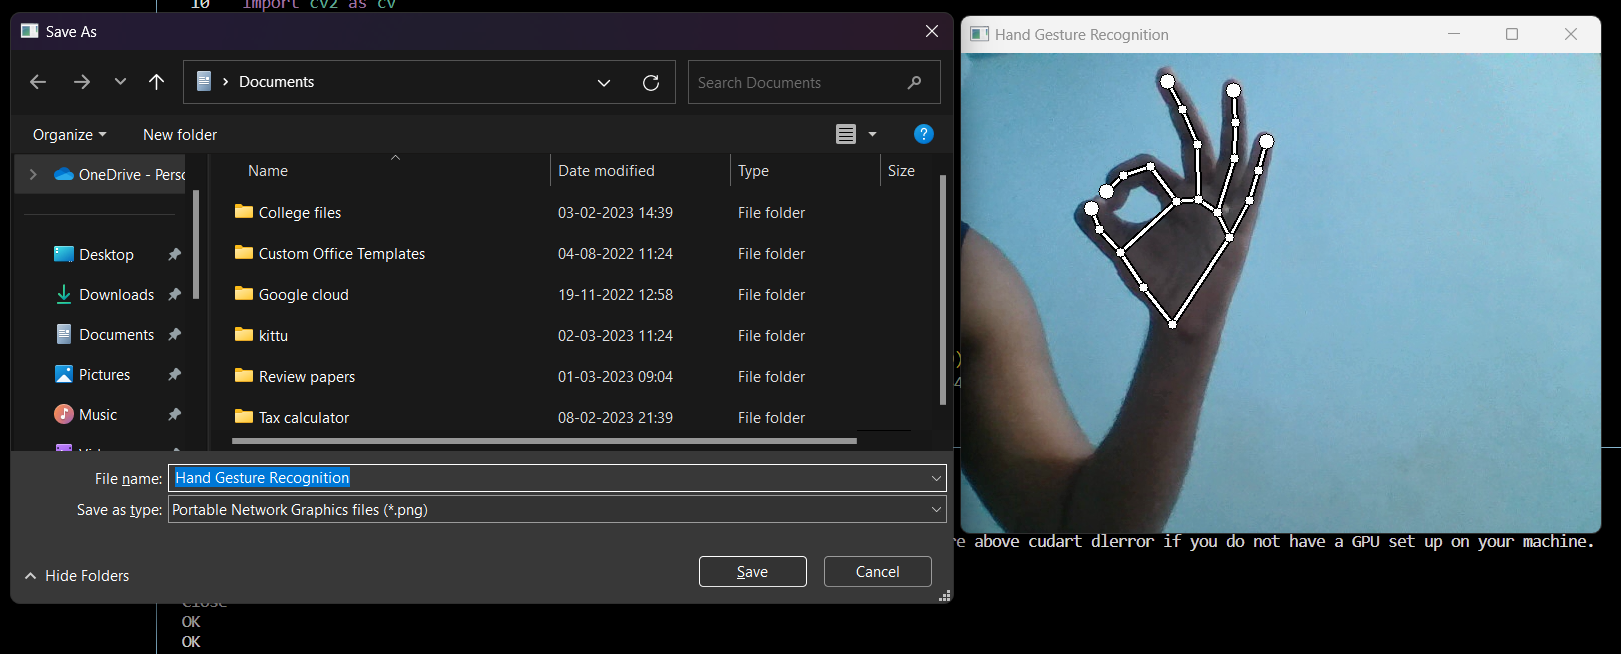 10 import cv2 as cv
Save As
Hand Gesture Recognition
Documents
Search Documents
Organize
New folder
?
Name Date modified Type Size
OneDrive - Perso
College files 03-02-2023 14:39 File folder
Custom Office Templates 04-08-2022 11:24 File folder
Google cloud 19-11-2022 12:58 File folder
kittu 02-03-2023 11:24 File folder
Review papers 01-03-2023 09:04 File folder
Tax calculator 08-02-2023 21:39 File folder
Desktop
Downloads
Documents
Pictures
Music
File name: Hand Gesture Recognition
Save as type: Portable Network Graphics files (*.png)
Hide Folders
Save
Cancel
)
4
re above cudart dlerror if you do not have a GPU set up on your machine.
Close
OK
OK